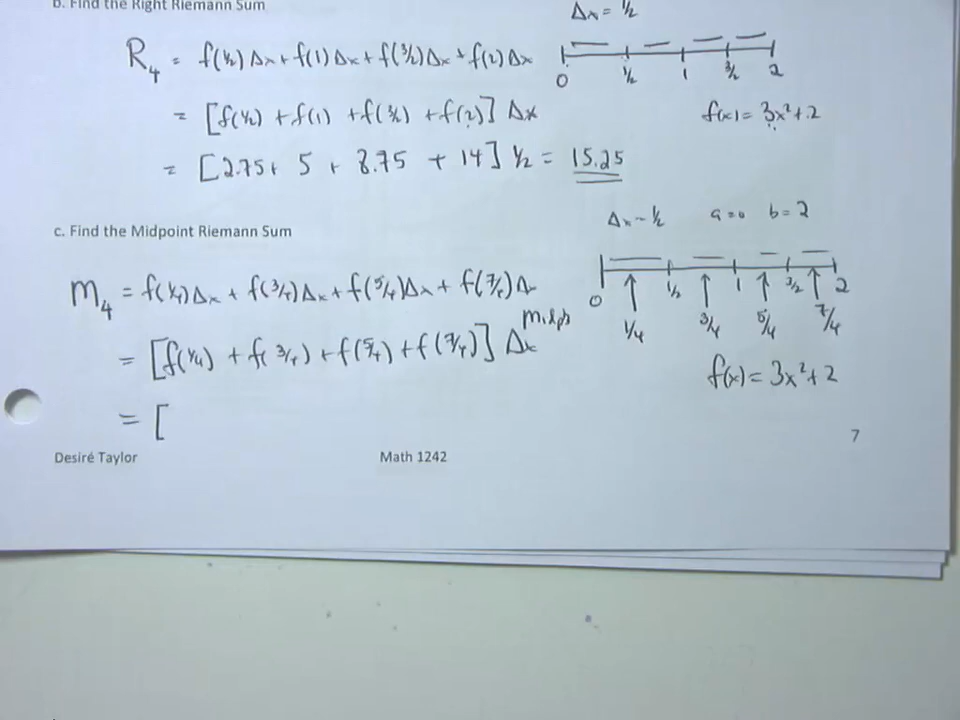 b. Find the Right Riemann Sum
Δx = ½
R₄ = f(½)Δx + f(1)Δx + f(3/2)Δx + f(2)Δx
0 ½ 1 3/2 2
= [f(½) + f(1) + f(3/2) + f(2)] Δx
f(x) = 3x²+2
= [2.75 + 5 + 8.75 + 14] ½ = 15.25
Δx = ½ a=0 b=2
c. Find the Midpoint Riemann Sum
M₄ = f(¼)Δx + f(3/4)Δx + f(5/4)Δx + f(7/4)Δx
0 ½ 1 3/2 2
¼ 3/4 5/4 7/4
= [f(¼) + f(3/4) + f(5/4) + f(7/4)] Δx
f(x) = 3x²+2
= [
7
Desiré Taylor Math 1242